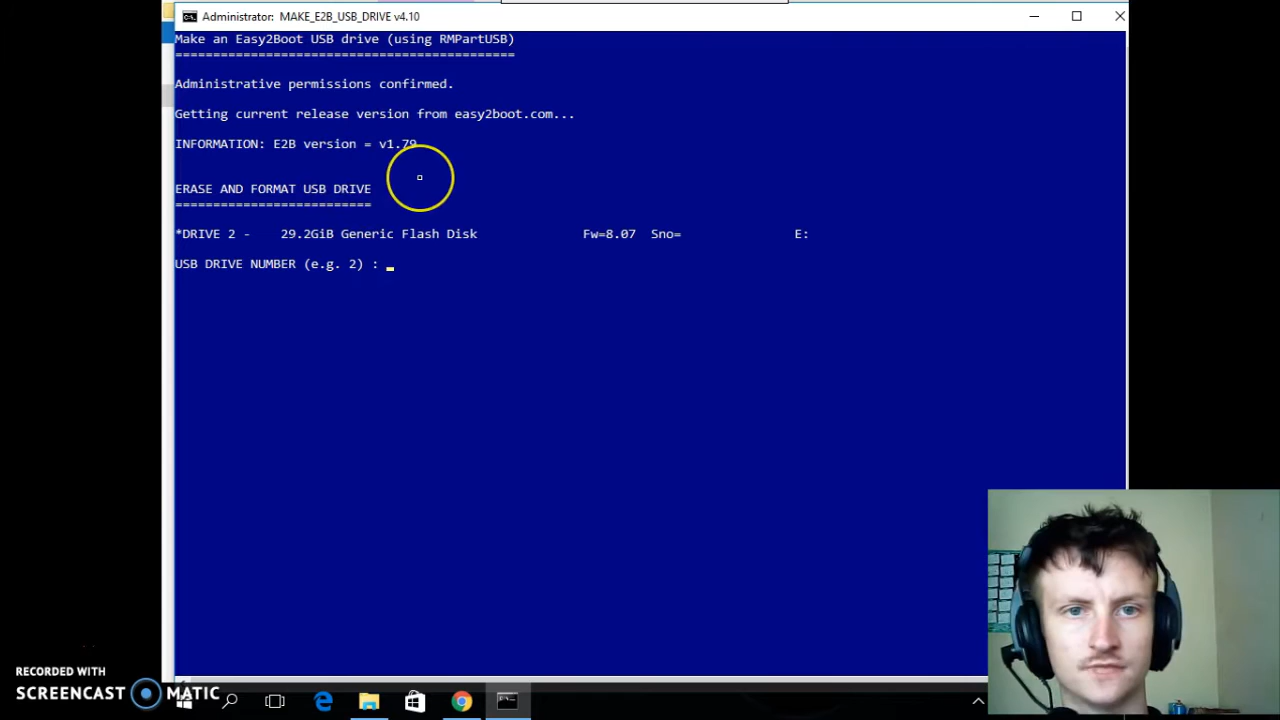 Administrator: MAKE_E2B_USB_DRIVE v4.10
Make an Easy2Boot USB drive (using RMPartUSB)
=============================================
Administrative permissions confirmed.
Getting current release version from easy2boot.com...
INFORMATION: E2B version = v1.79
ERASE AND FORMAT USB DRIVE
==========================
*DRIVE 2 - 29.2GiB Generic Flash Disk Fw=8.07 Sno= E:
USB DRIVE NUMBER (e.g. 2) :
RECORDED WITH
SCREENCAST MATIC